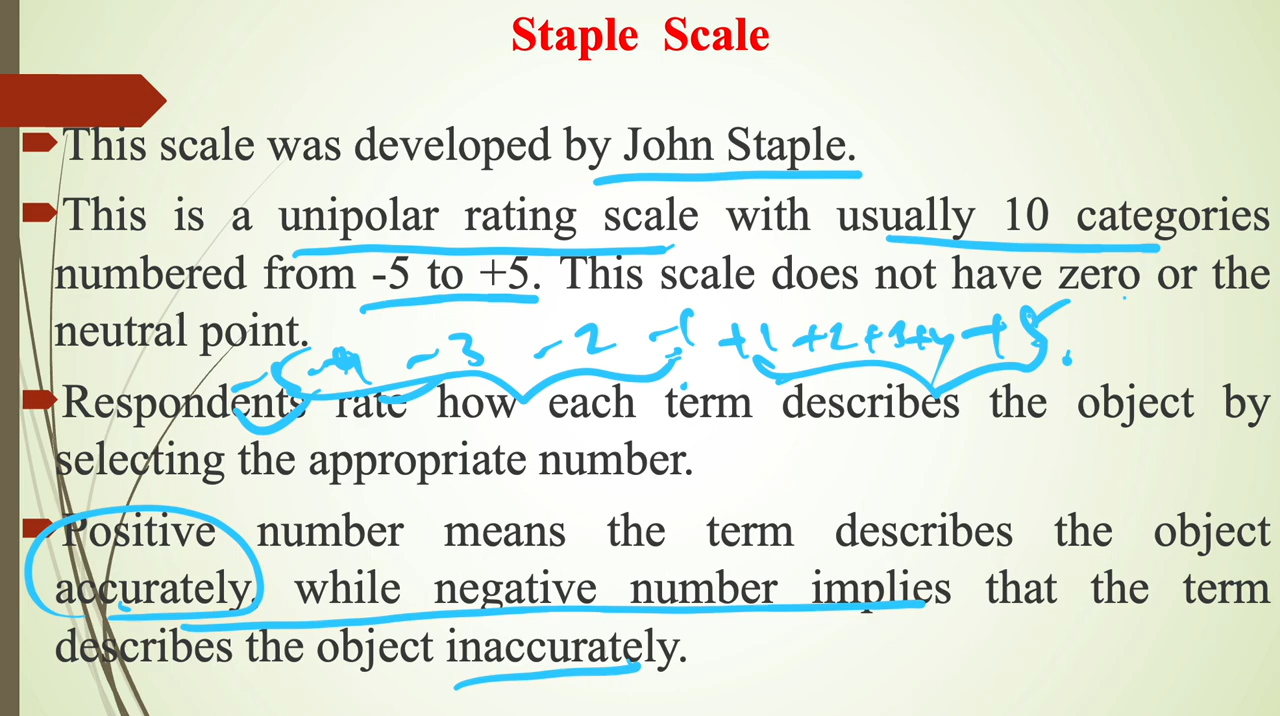 Staple Scale
This scale was developed by John Staple.
This is a unipolar rating scale with usually 10 categories
numbered from -5 to +5. This scale does not have zero or the
neutral point.
-5 -4 -3 -2 -1 +1 +2 +3 +4 +5
Respondents rate how each term describes the object by
selecting the appropriate number.
Positive number means the term describes the object
accurately, while negative number implies that the term
describes the object inaccurately.